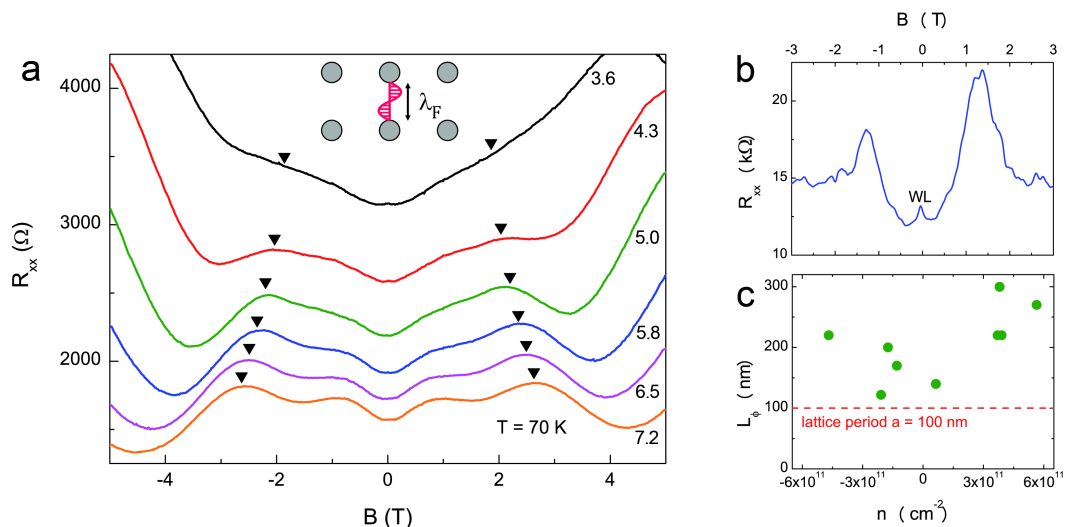 a
4000
3000
2000
R_xx (Ω)
λ_F
3.6
4.3
5.0
5.8
6.5
7.2
T = 70 K
-4 -2 0 2 4
B (T)
b
B (T)
-3 -2 -1 0 1 2 3
20
15
10
R_xx (kΩ)
WL
c
300
200
100
0
L_ϕ (nm)
lattice period a = 100 nm
-6x10^11 -3x10^11 0 3x10^11 6x10^11
n (cm^-2)